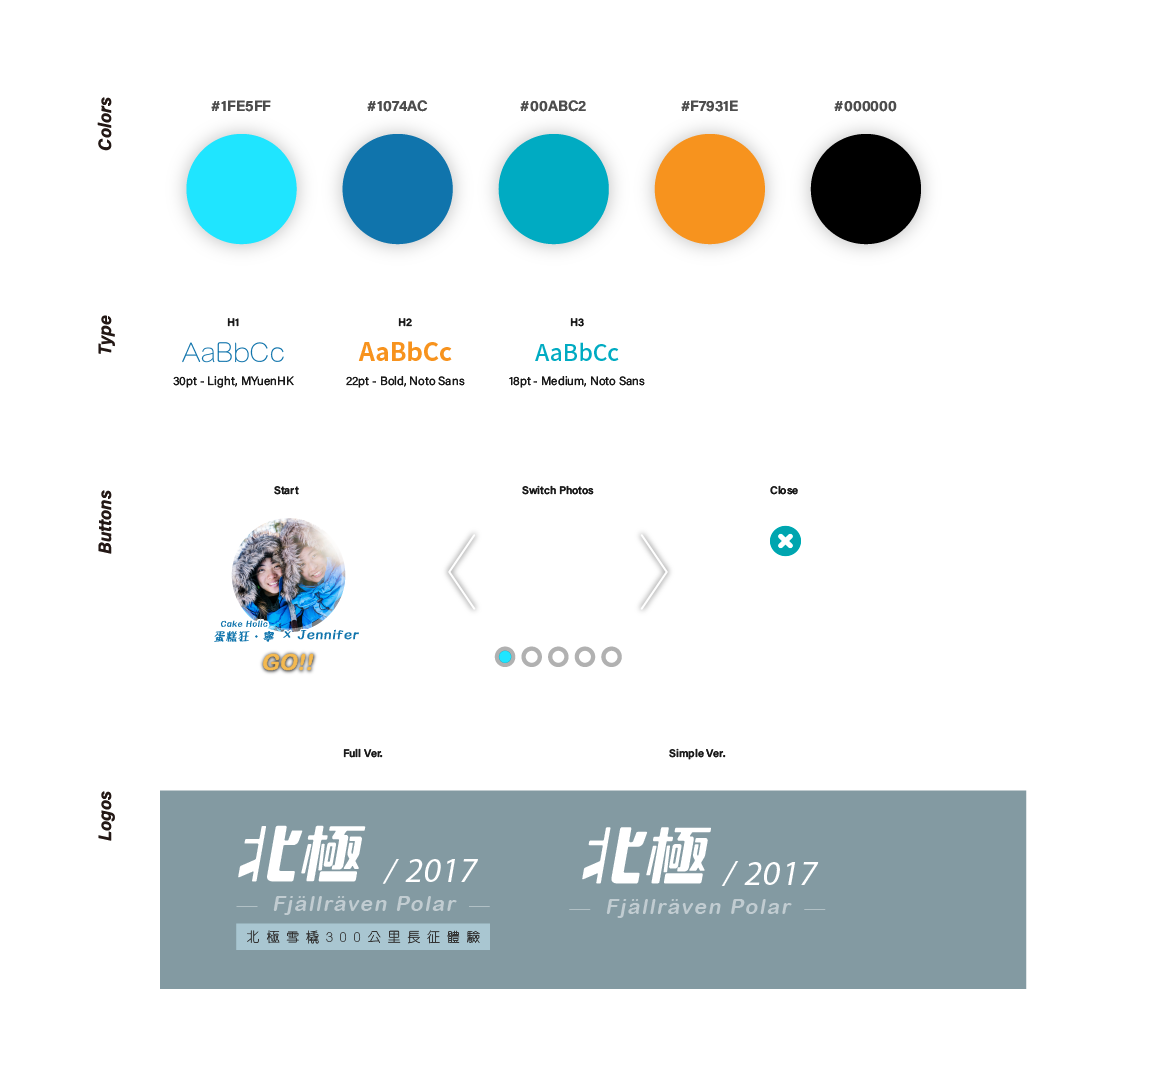 Colors
#1FE5FF
#1074AC
#00ABC2
#F7931E
#000000
Type
H1
H2
H3
AaBbCc
AaBbCc
AaBbCc
30pt - Light, MYuenHK
22pt - Bold, Noto Sans
18pt - Medium, Noto Sans
Buttons
Start
Switch Photos
Close
Cake Holic
蛋糕狂·寧 × Jennifer
GO!!
Full Ver.
Simple Ver.
Logos
北極 / 2017
Fjällräven Polar
北極雪橇300公里長征體驗
北極 / 2017
Fjällräven Polar